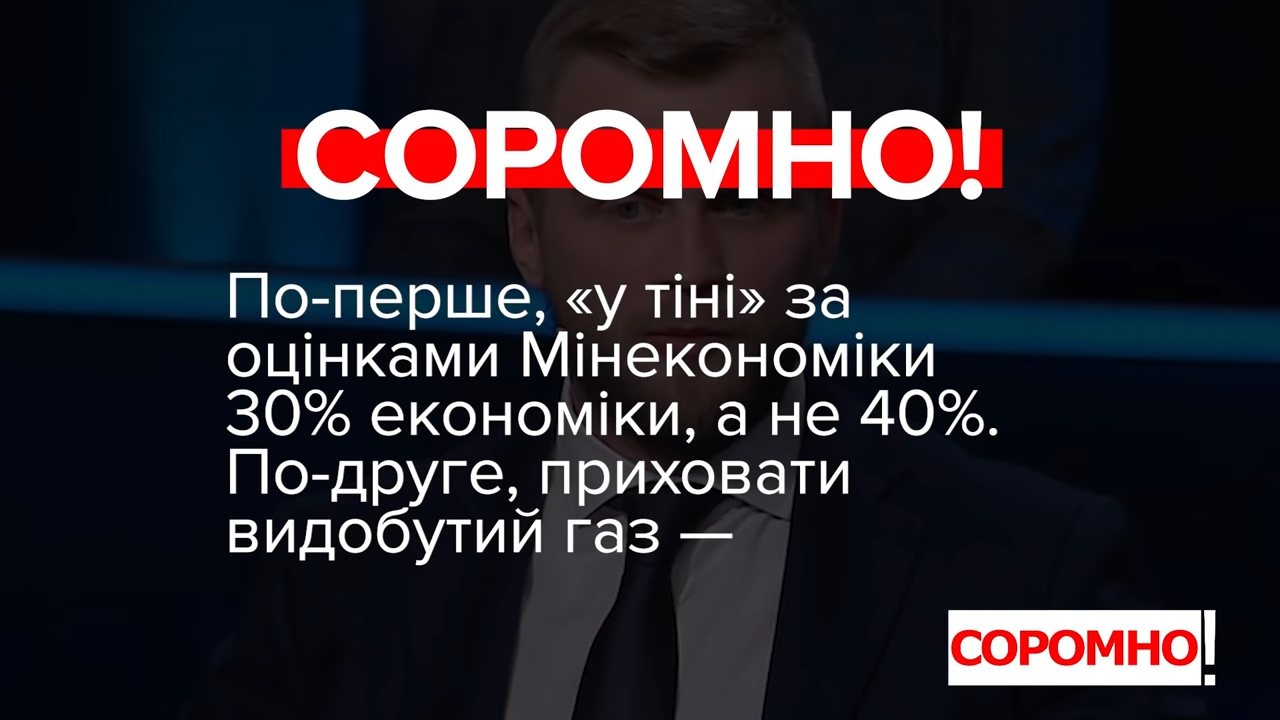 СОРОМНО!
По-перше, «у тіні» за
оцінками Мінекономіки
30% економіки, а не 40%.
По-друге, приховати
видобутий газ —
СОРОМНО!